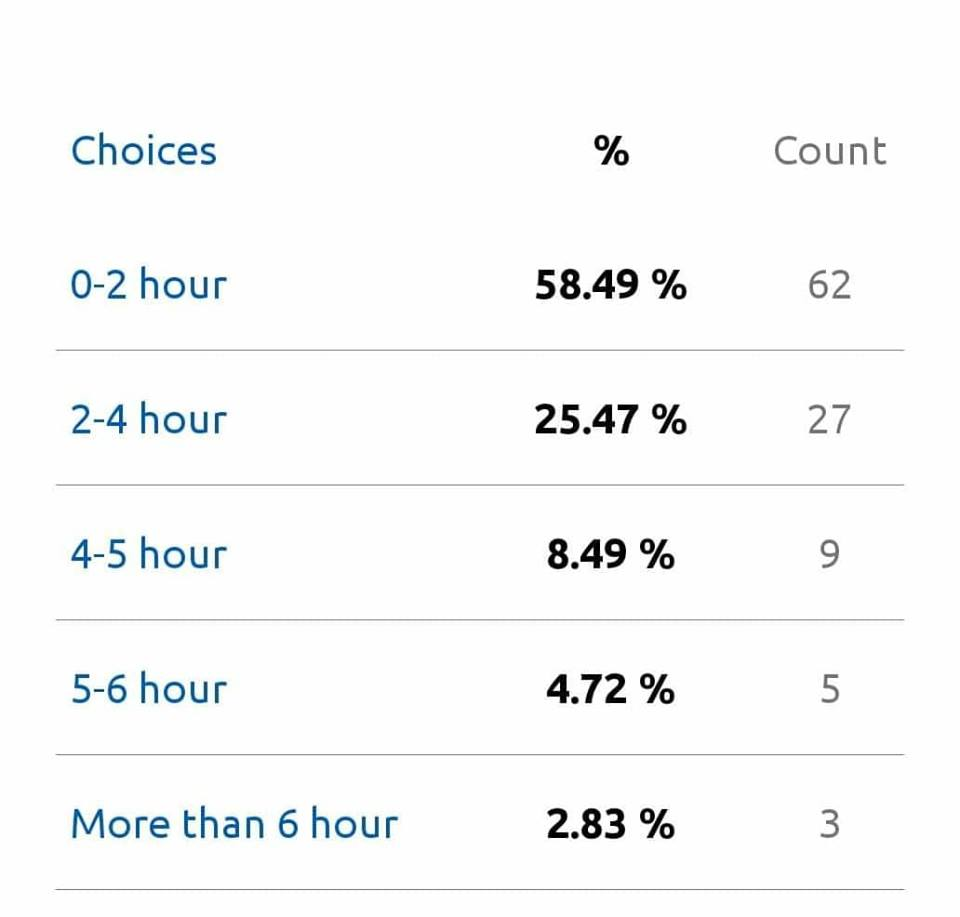 Choices % Count
0-2 hour 58.49 % 62
2-4 hour 25.47 % 27
4-5 hour 8.49 % 9
5-6 hour 4.72 % 5
More than 6 hour 2.83 % 3